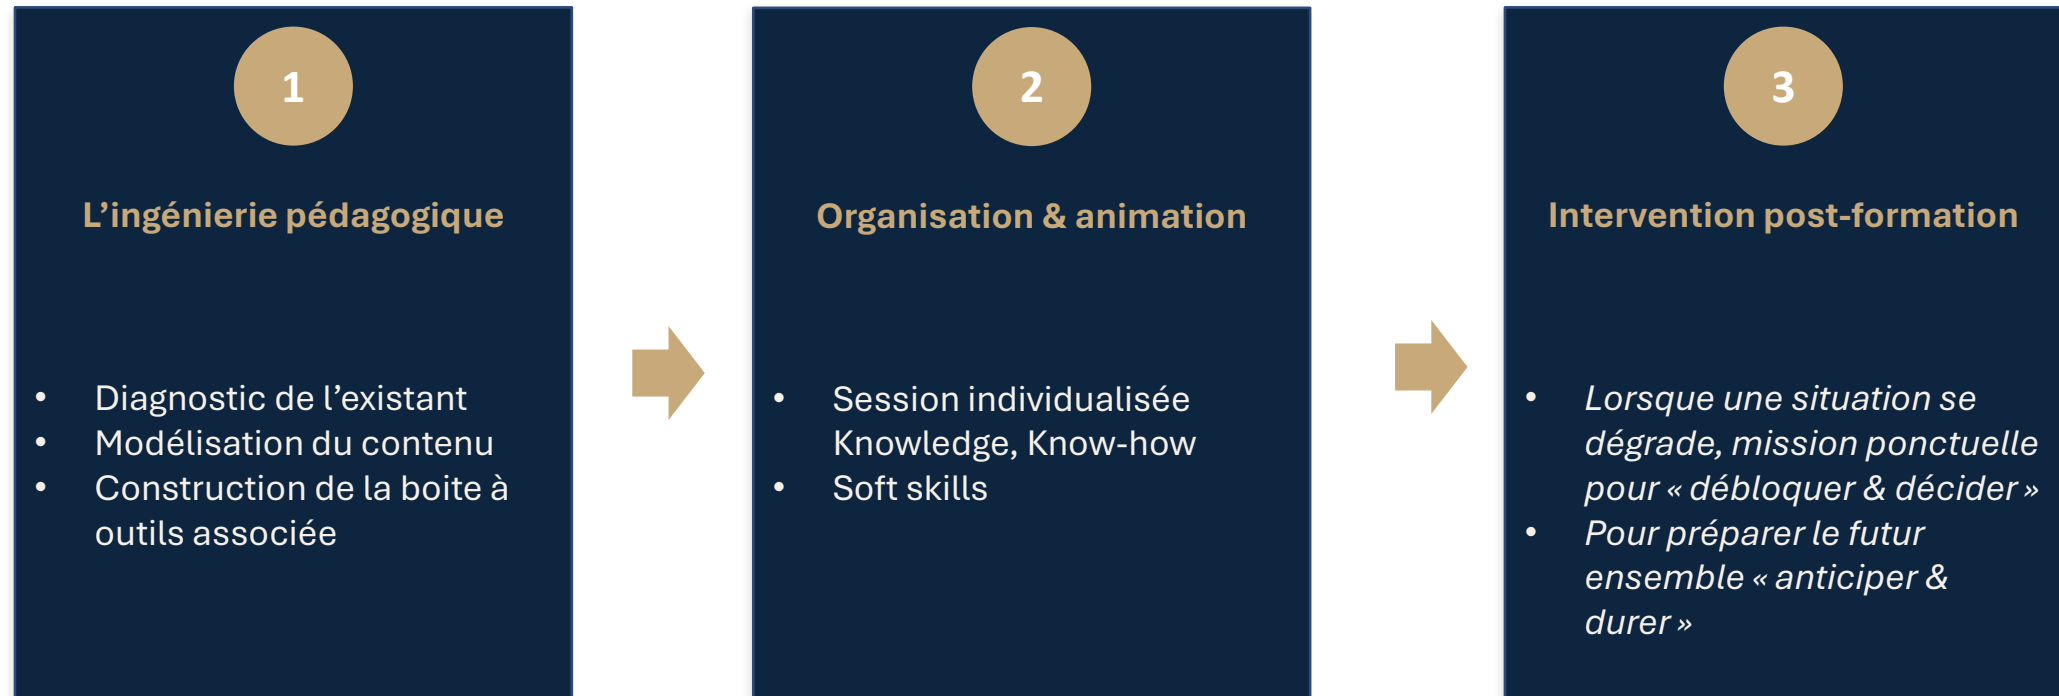 1
L’ingénierie pédagogique
• Diagnostic de l’existant
• Modélisation du contenu
• Construction de la boite à
outils associée
2
Organisation & animation
• Session individualisée
Knowledge, Know-how
• Soft skills
3
Intervention post-formation
• Lorsque une situation se
dégrade, mission ponctuelle
pour « débloquer & décider »
• Pour préparer le futur
ensemble « anticiper &
durer »